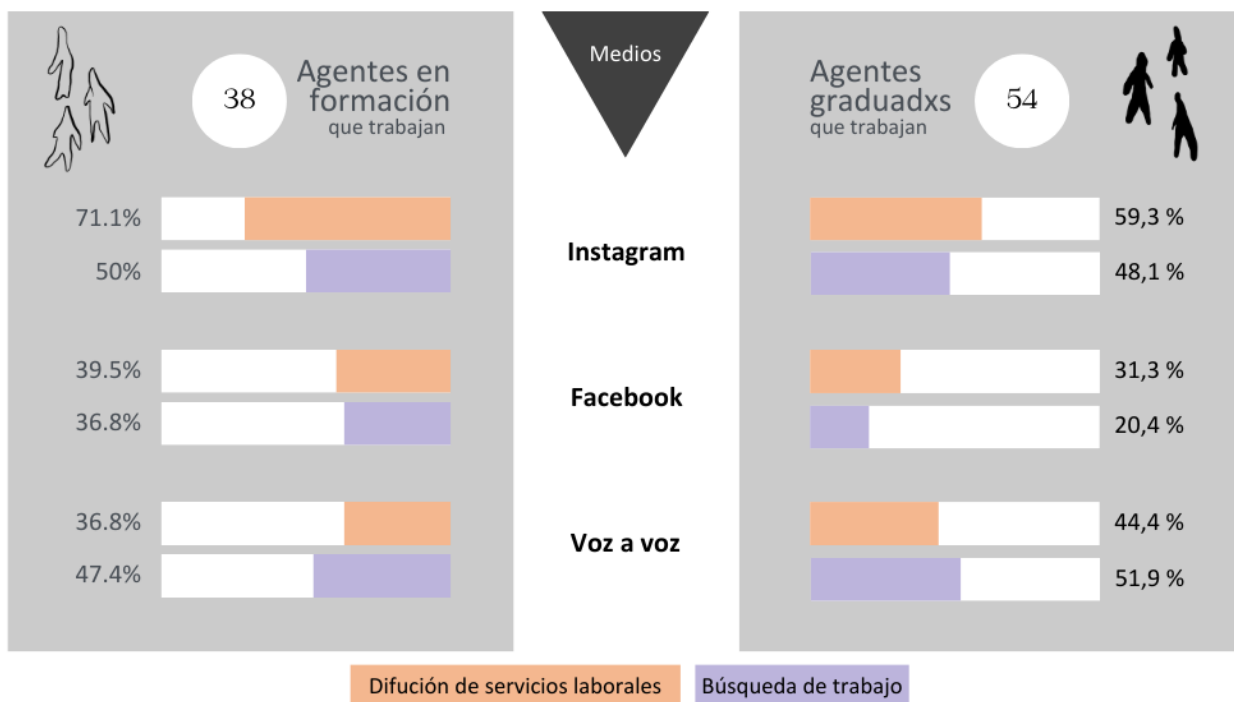 38
Agentes en
formación
que trabajan
Medios
Agentes
graduadxs
que trabajan
54
71.1%
50%
Instagram
59,3 %
48,1 %
39.5%
36.8%
Facebook
31,3 %
20,4 %
36.8%
47.4%
Voz a voz
44,4 %
51,9 %
Difución de servicios laborales
Búsqueda de trabajo